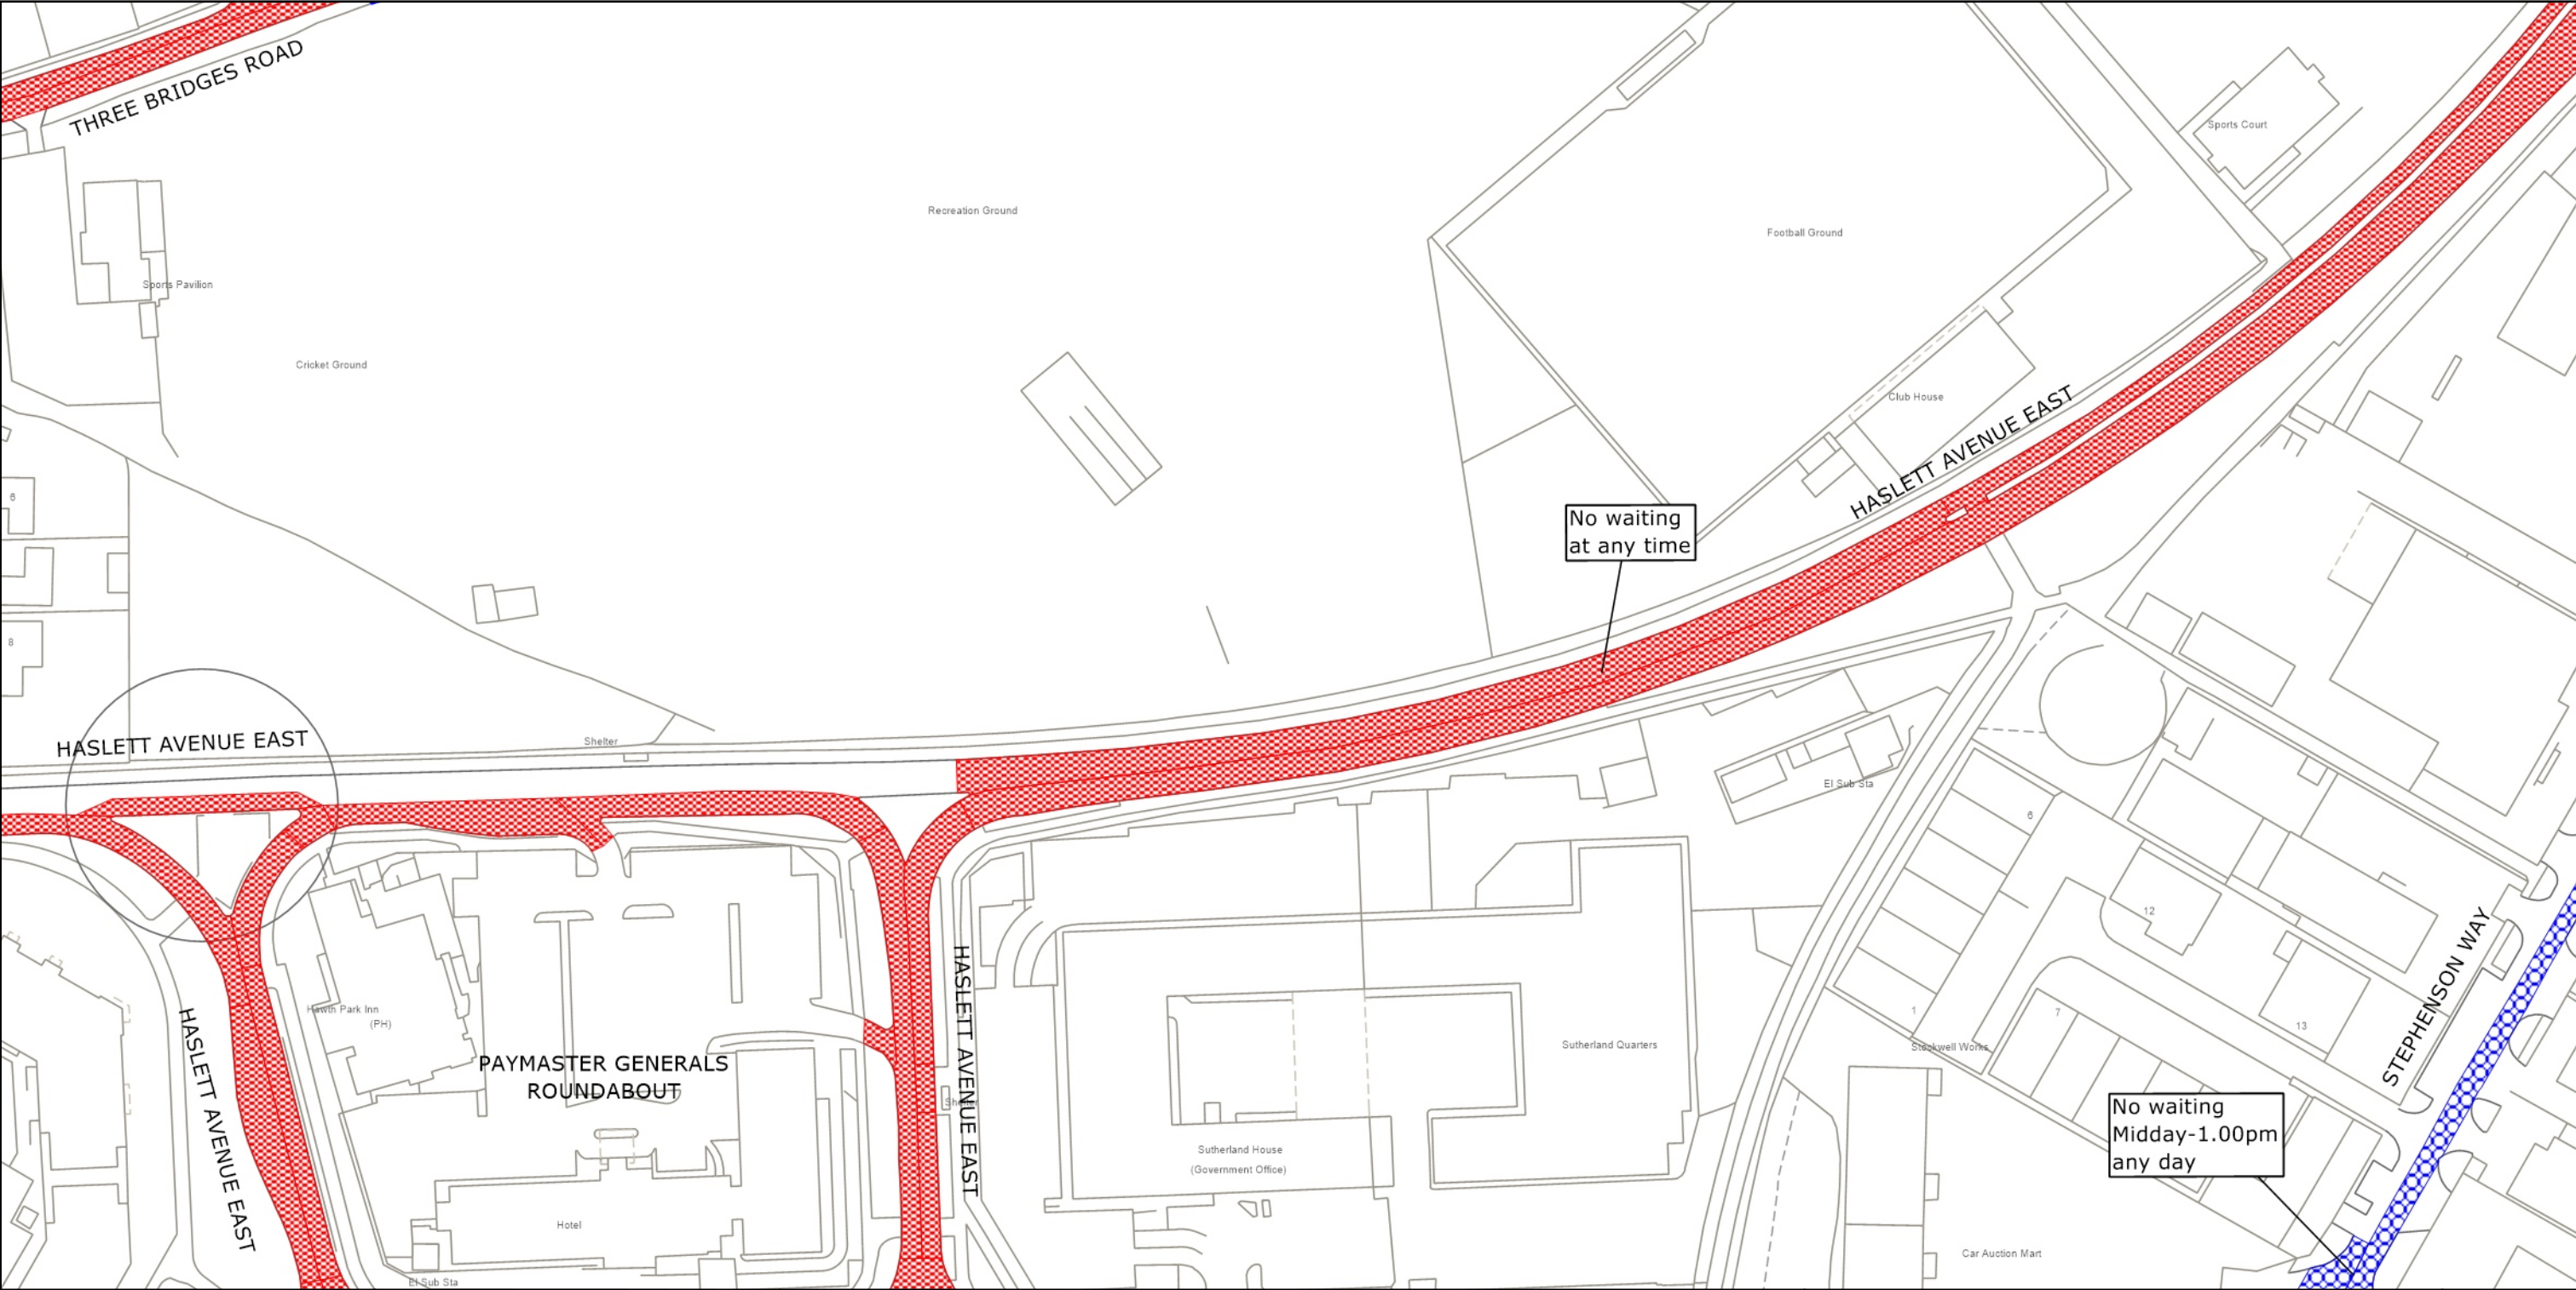 THREE BRIDGES ROAD
Sports Court
Recreation Ground
Football Ground
Sports Pavilion
Cricket Ground
Club House
HASLETT AVENUE EAST
6
No waiting
at any time
8
HASLETT AVENUE EAST
Shelter
El Sub Sta
6
12
STEPHENSON WAY
HASLETT AVENUE EAST
Hawth Park Inn
(PH)
1
7
13
Stockwell Works
Sutherland Quarters
PAYMASTER GENERALS
ROUNDABOUT
HASLETT AVENUE EAST
Shelter
No waiting
Midday-1.00pm
any day
Sutherland House
(Government Office)
Hotel
Car Auction Mart
El Sub Sta